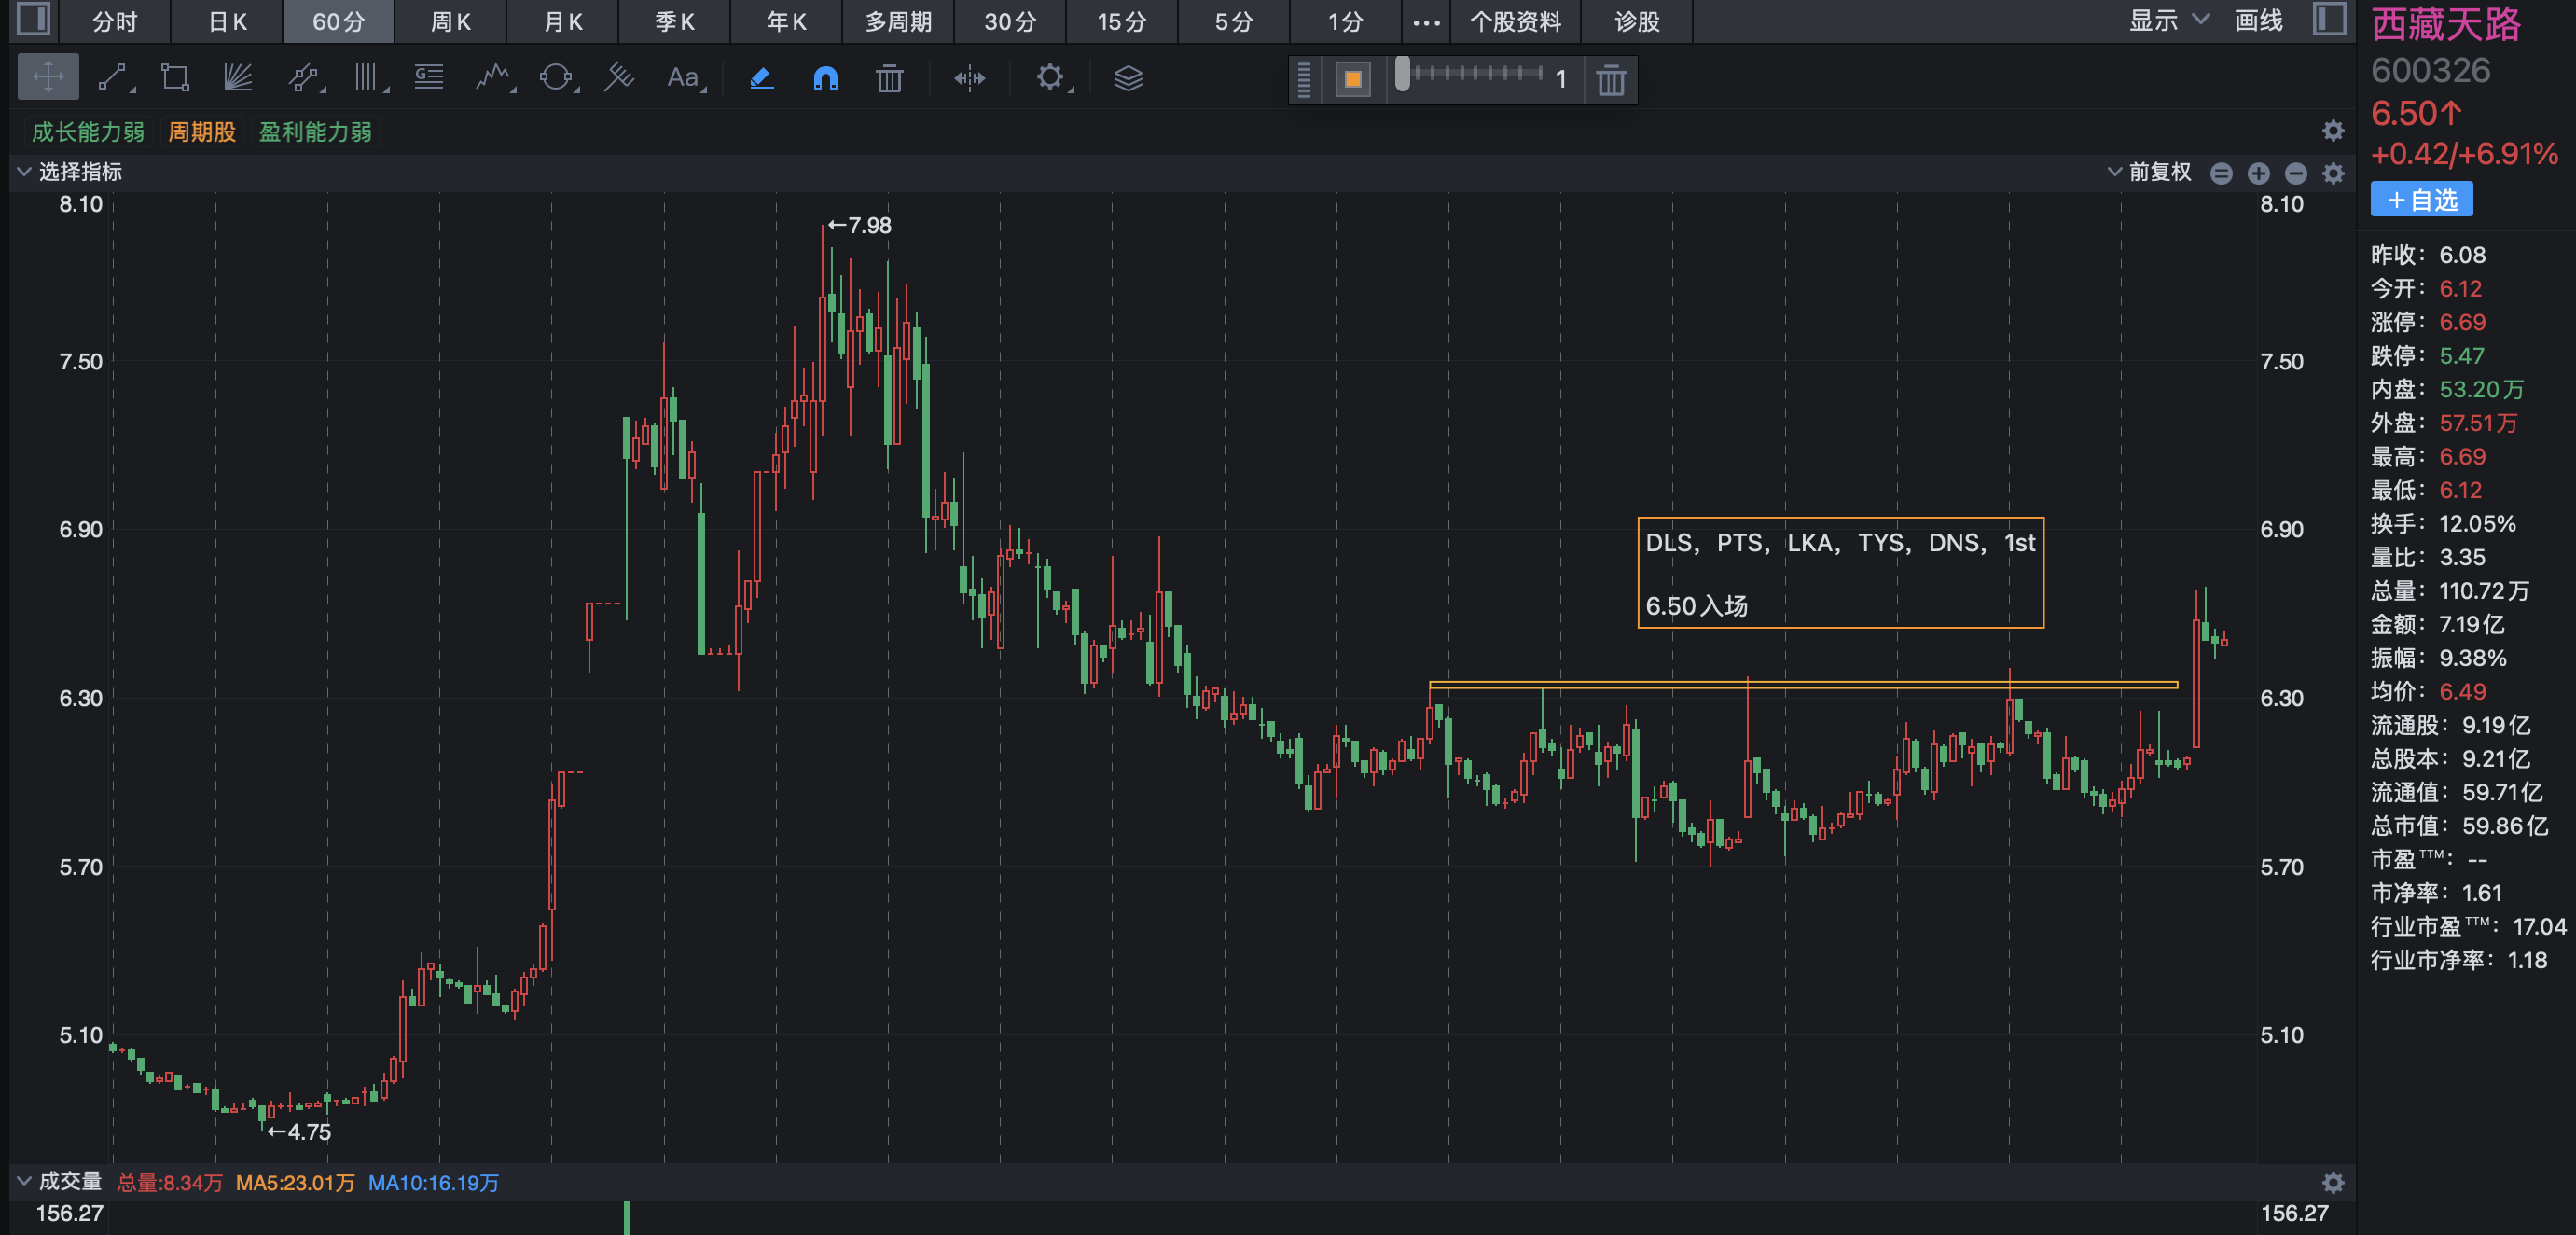 分时 日K 60分 周K 月K 季K 年K 多周期 30分 15分 5分 1分 ••• 个股资料 诊股 显示 画线
G Aa 1
成长能力弱 周期股 盈利能力弱
选择指标 前复权
8.10 8.10
←7.98
7.50 7.50
6.90 6.90
DLS，PTS，LKA，TYS，DNS，1st
6.50入场
6.30 6.30
5.70 5.70
5.10 5.10
←4.75
成交量 总量:8.34万 MA5:23.01万 MA10:16.19万
156.27 156.27
西藏天路
600326
6.50↑
+0.42/+6.91%
＋自选
昨收：6.08
今开：6.12
涨停：6.69
跌停：5.47
内盘：53.20万
外盘：57.51万
最高：6.69
最低：6.12
换手：12.05%
量比：3.35
总量：110.72万
金额：7.19亿
振幅：9.38%
均价：6.49
流通股：9.19亿
总股本：9.21亿
流通值：59.71亿
总市值：59.86亿
市盈TTM：--
市净率：1.61
行业市盈TTM：17.04
行业市净率：1.18